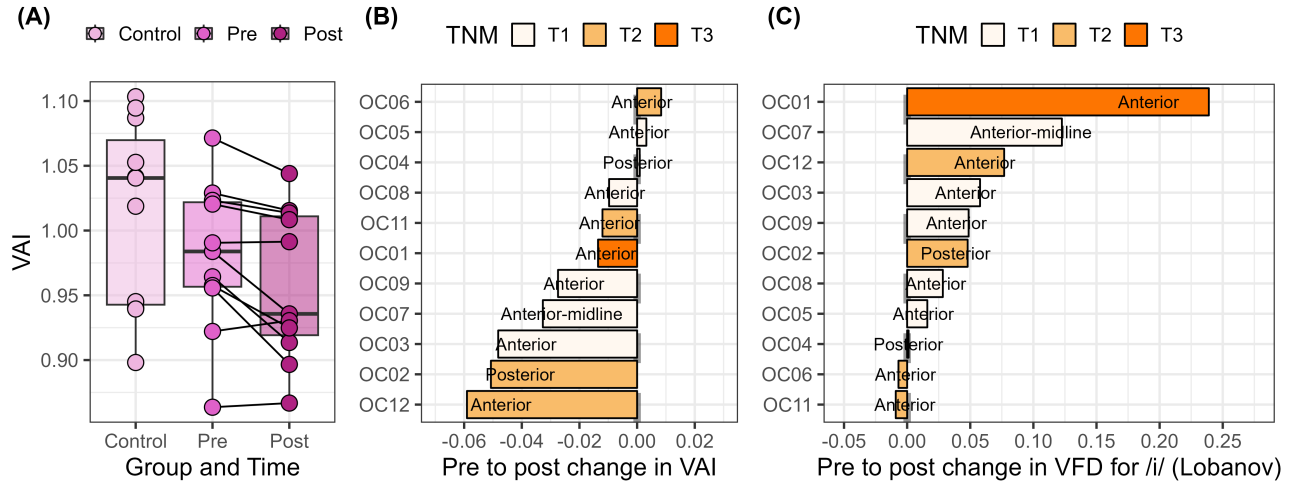 (A)
Control Pre Post
VAI
1.10
1.05
1.00
0.95
0.90
Control Pre Post
Group and Time
(B)
TNM T1 T2 T3
OC06 Anterior
OC05 Anterior
OC04 Posterior
OC08 Anterior
OC11 Anterior
OC01 Anterior
OC09 Anterior
OC07 Anterior-midline
OC03 Anterior
OC02 Posterior
OC12 Anterior
-0.06 -0.04 -0.02 0.00 0.02
Pre to post change in VAI
(C)
TNM T1 T2 T3
OC01 Anterior
OC07 Anterior-midline
OC12 Anterior
OC03 Anterior
OC09 Anterior
OC02 Posterior
OC08 Anterior
OC05 Anterior
OC04 Posterior
OC06 Anterior
OC11 Anterior
-0.05 0.00 0.05 0.10 0.15 0.20 0.25
Pre to post change in VFD for /i/ (Lobanov)